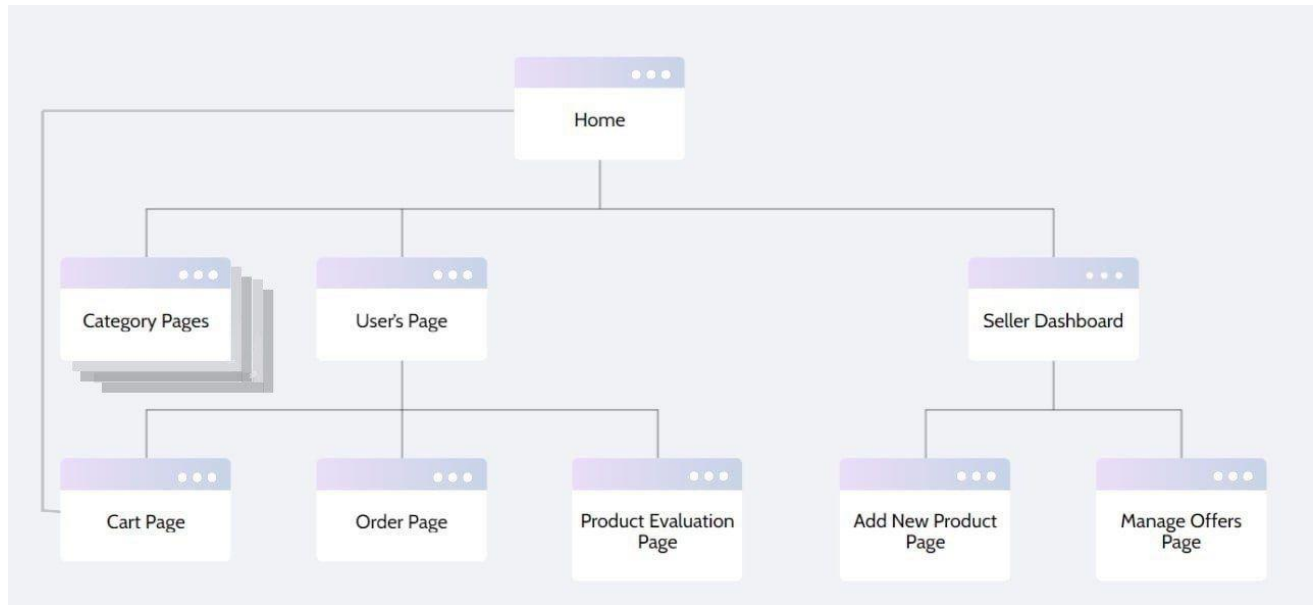 Home
Category Pages
User's Page
Seller Dashboard
Cart Page
Order Page
Product Evaluation
Page
Add New Product
Page
Manage Offers
Page